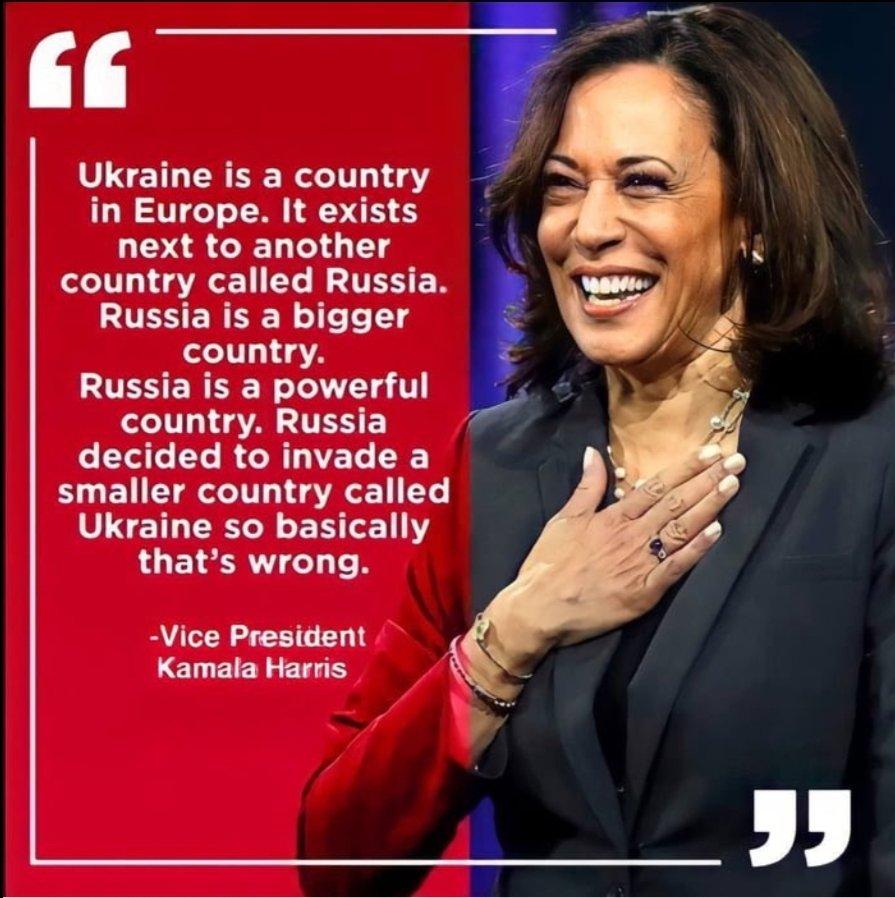 “
Ukraine is a country
in Europe. It exists
next to another
country called Russia.
Russia is a bigger
country.
Russia is a powerful
country. Russia
decided to invade a
smaller country called
Ukraine so basically
that’s wrong.
-Vice President
Kamala Harris
”